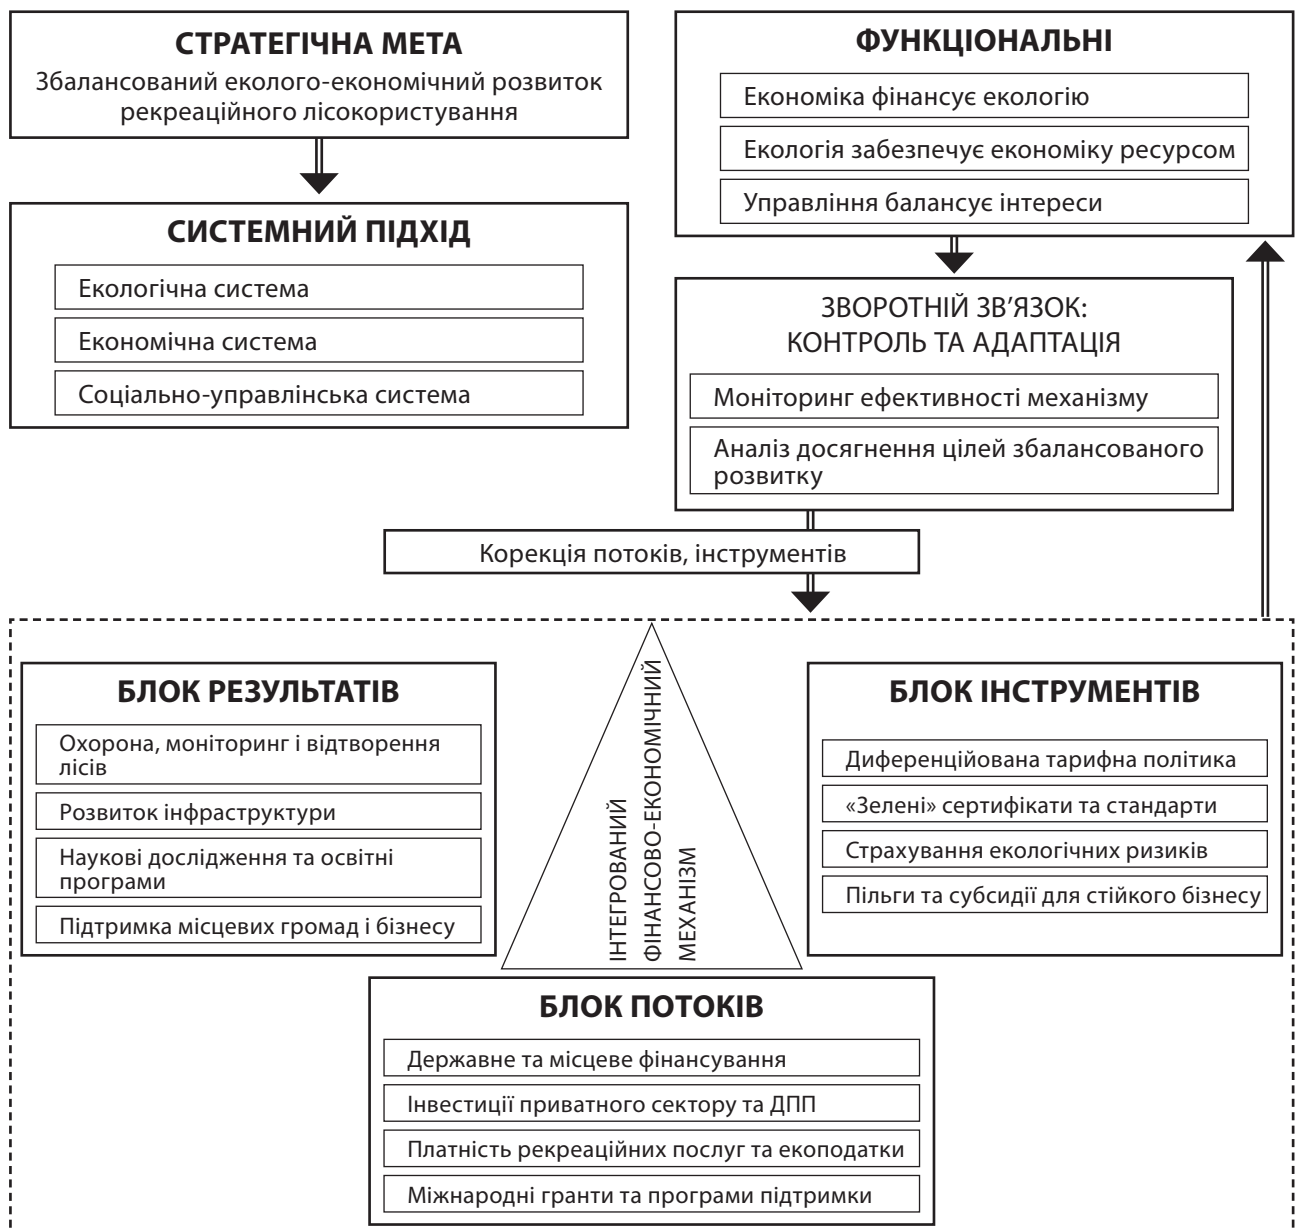 СТРАТЕГІЧНА МЕТА
Збалансований еколого-економічний розвиток
рекреаційного лісокористування
СИСТЕМНИЙ ПІДХІД
Екологічна система
Економічна система
Соціально-управлінська система
ФУНКЦІОНАЛЬНІ
Економіка фінансує екологію
Екологія забезпечує економіку ресурсом
Управління балансує інтереси
ЗВОРОТНІЙ ЗВ’ЯЗОК:
КОНТРОЛЬ ТА АДАПТАЦІЯ
Моніторинг ефективності механізму
Аналіз досягнення цілей збалансованого
розвитку
Корекція потоків, інструментів
БЛОК РЕЗУЛЬТАТІВ
Охорона, моніторинг і відтворення
лісів
Розвиток інфраструктури
Наукові дослідження та освітні
програми
Підтримка місцевих громад і бізнесу
ІНТЕГРОВАНИЙ
ФІНАНСОВО-ЕКОНОМІЧНИЙ
МЕХАНІЗМ
БЛОК ІНСТРУМЕНТІВ
Диференційована тарифна політика
«Зелені» сертифікати та стандарти
Страхування екологічних ризиків
Пільги та субсидії для стійкого бізнесу
БЛОК ПОТОКІВ
Державне та місцеве фінансування
Інвестиції приватного сектору та ДПП
Платність рекреаційних послуг та екоподатки
Міжнародні гранти та програми підтримки